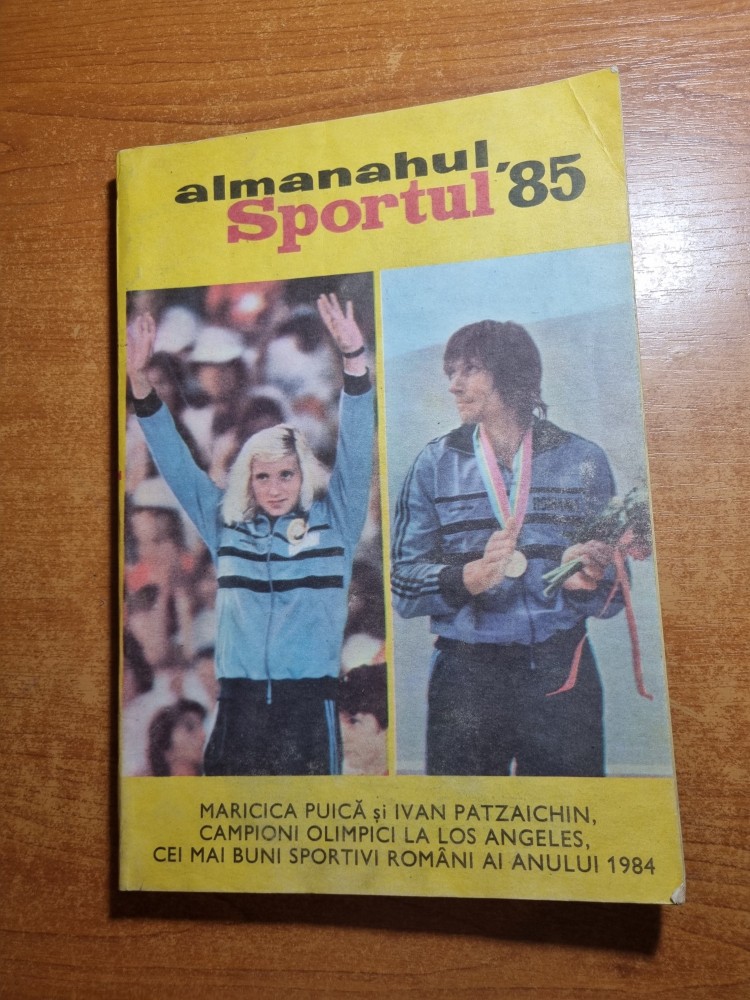 almanahul
Sportul '85
MARICICA PUICĂ și IVAN PATZAICHIN,
CAMPIONI OLIMPICI LA LOS ANGELES,
CEI MAI BUNI SPORTIVI ROMÂNI AI ANULUI 1984